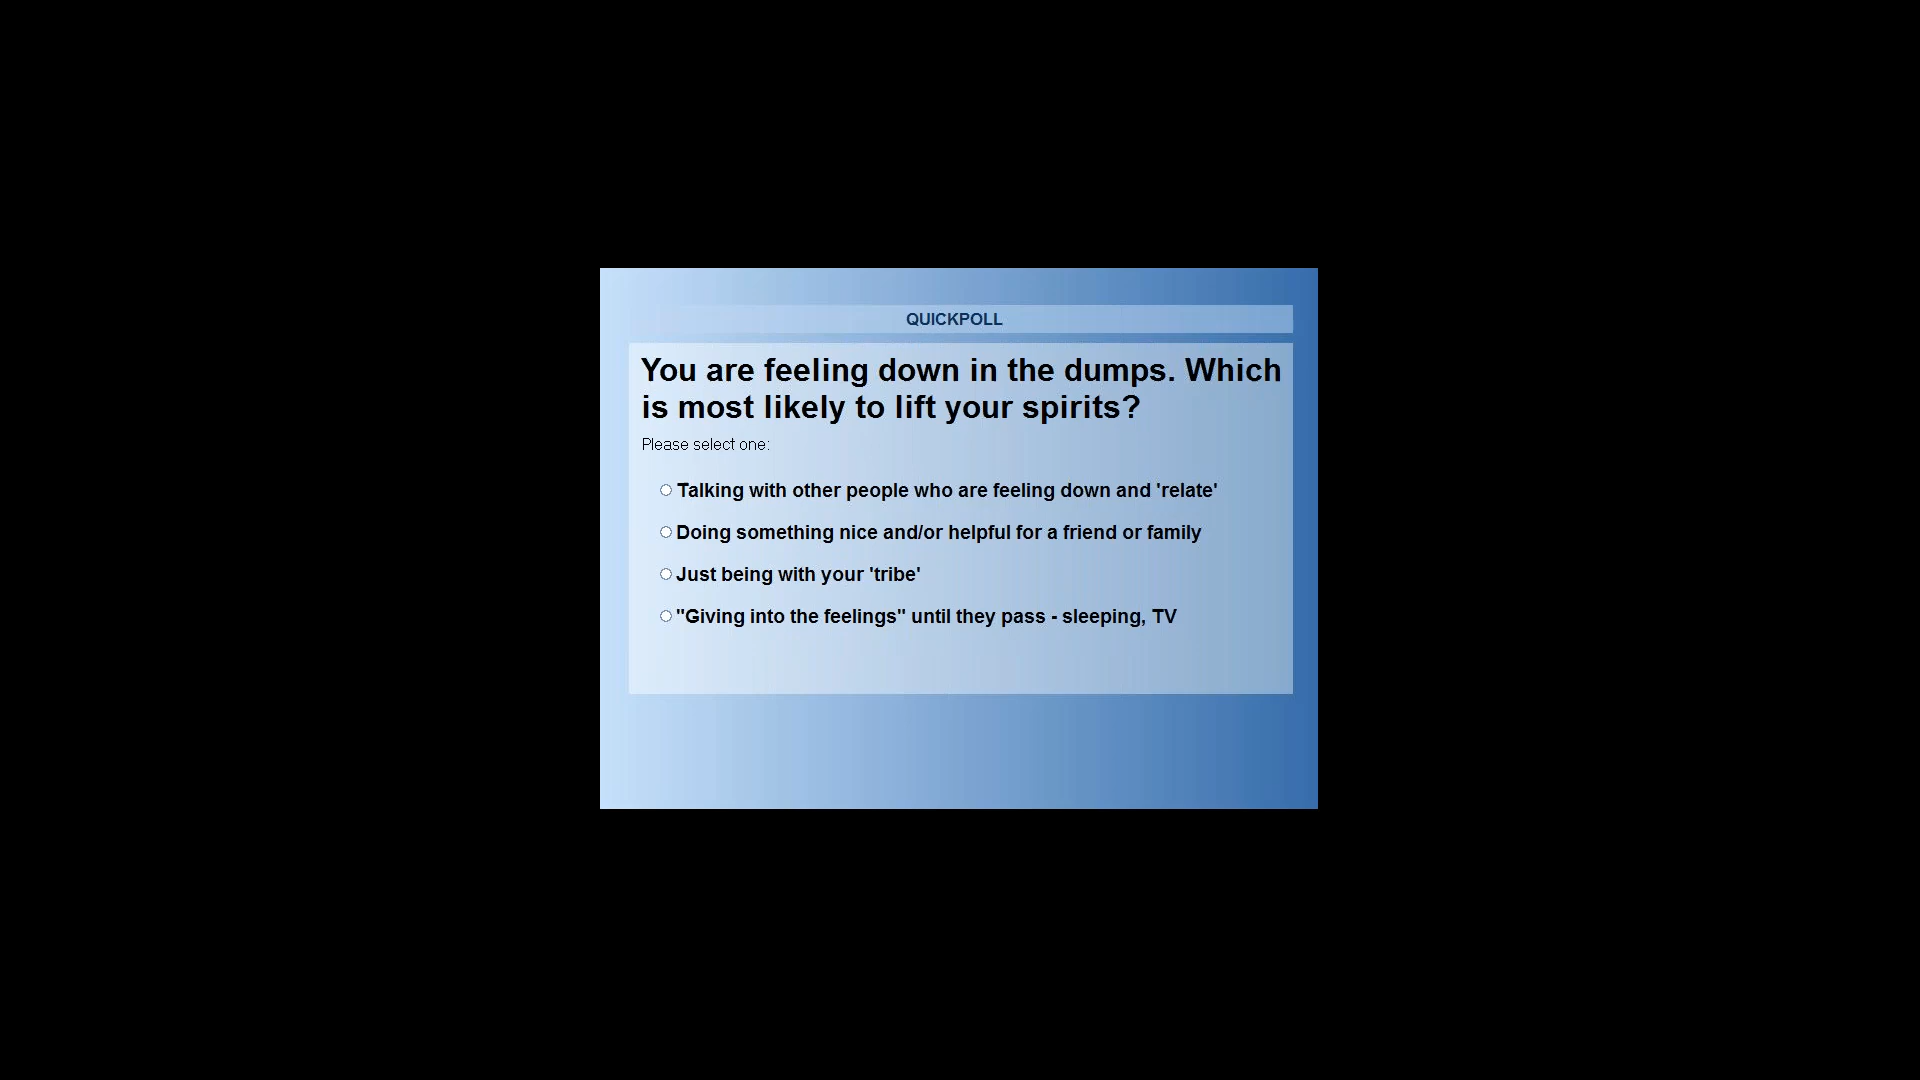 QUICKPOLL
You are feeling down in the dumps. Which
is most likely to lift your spirits?
Please select one:
Talking with other people who are feeling down and 'relate'
Doing something nice and/or helpful for a friend or family
Just being with your 'tribe'
"Giving into the feelings" until they pass - sleeping, TV